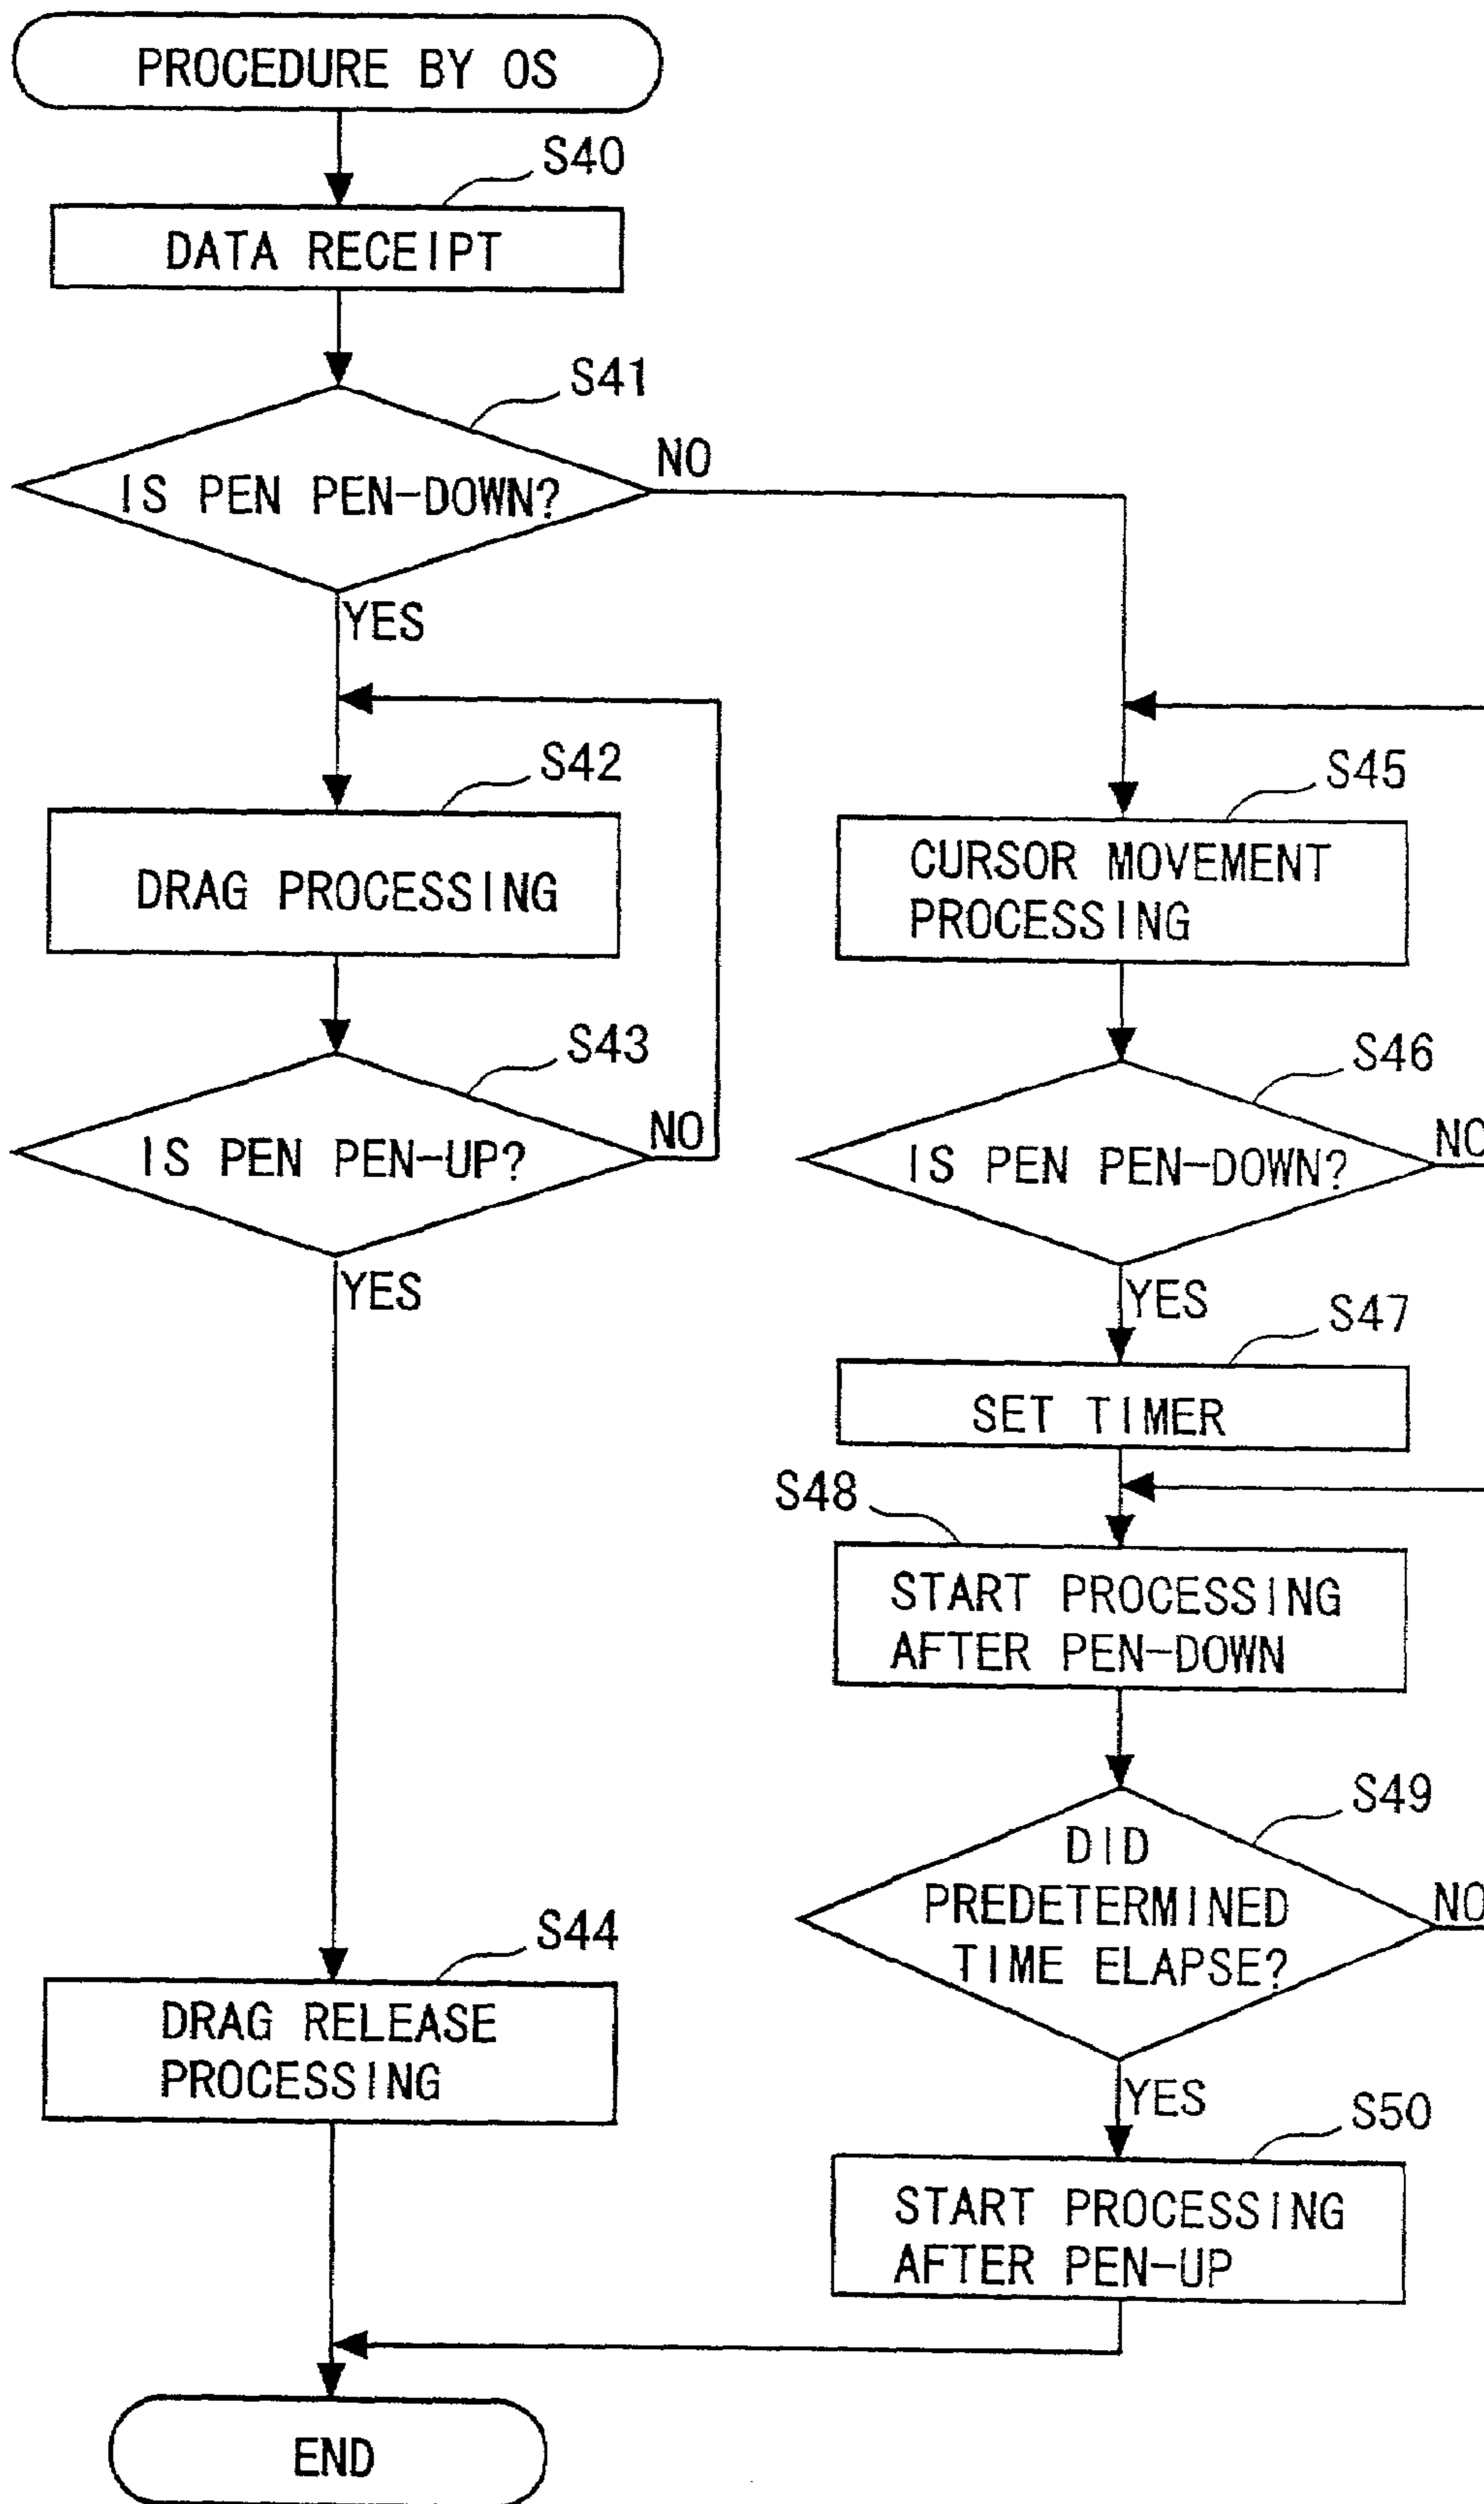 PROCEDURE BY OS
S40
DATA RECEIPT
S41
IS PEN PEN-DOWN?
NO
YES
S42
DRAG PROCESSING
S43
IS PEN PEN-UP?
NO
YES
S44
DRAG RELEASE
PROCESSING
S45
CURSOR MOVEMENT
PROCESSING
S46
IS PEN PEN-DOWN?
NO
YES
S47
SET TIMER
S48
START PROCESSING
AFTER PEN-DOWN
S49
DID
PREDETERMINED
TIME ELAPSE?
NO
YES
S50
START PROCESSING
AFTER PEN-UP
END